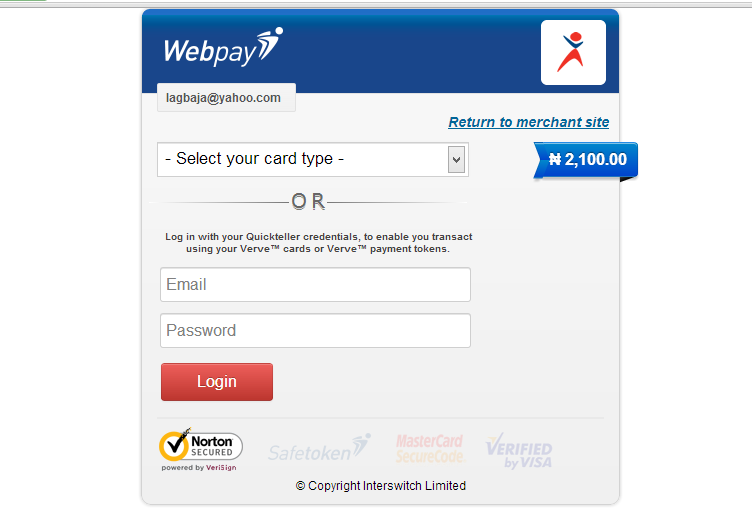 Webpay
lagbaja@yahoo.com
Return to merchant site
- Select your card type -
₦ 2,100.00
OR
Log in with your Quickteller credentials, to enable you transact
using your Verve™ cards or Verve™ payment tokens.
Email
Password
Login
Norton
SECURED
powered by VeriSign
Safetoken
MasterCard
SecureCode.
VERIFIED
by VISA
© Copyright Interswitch Limited